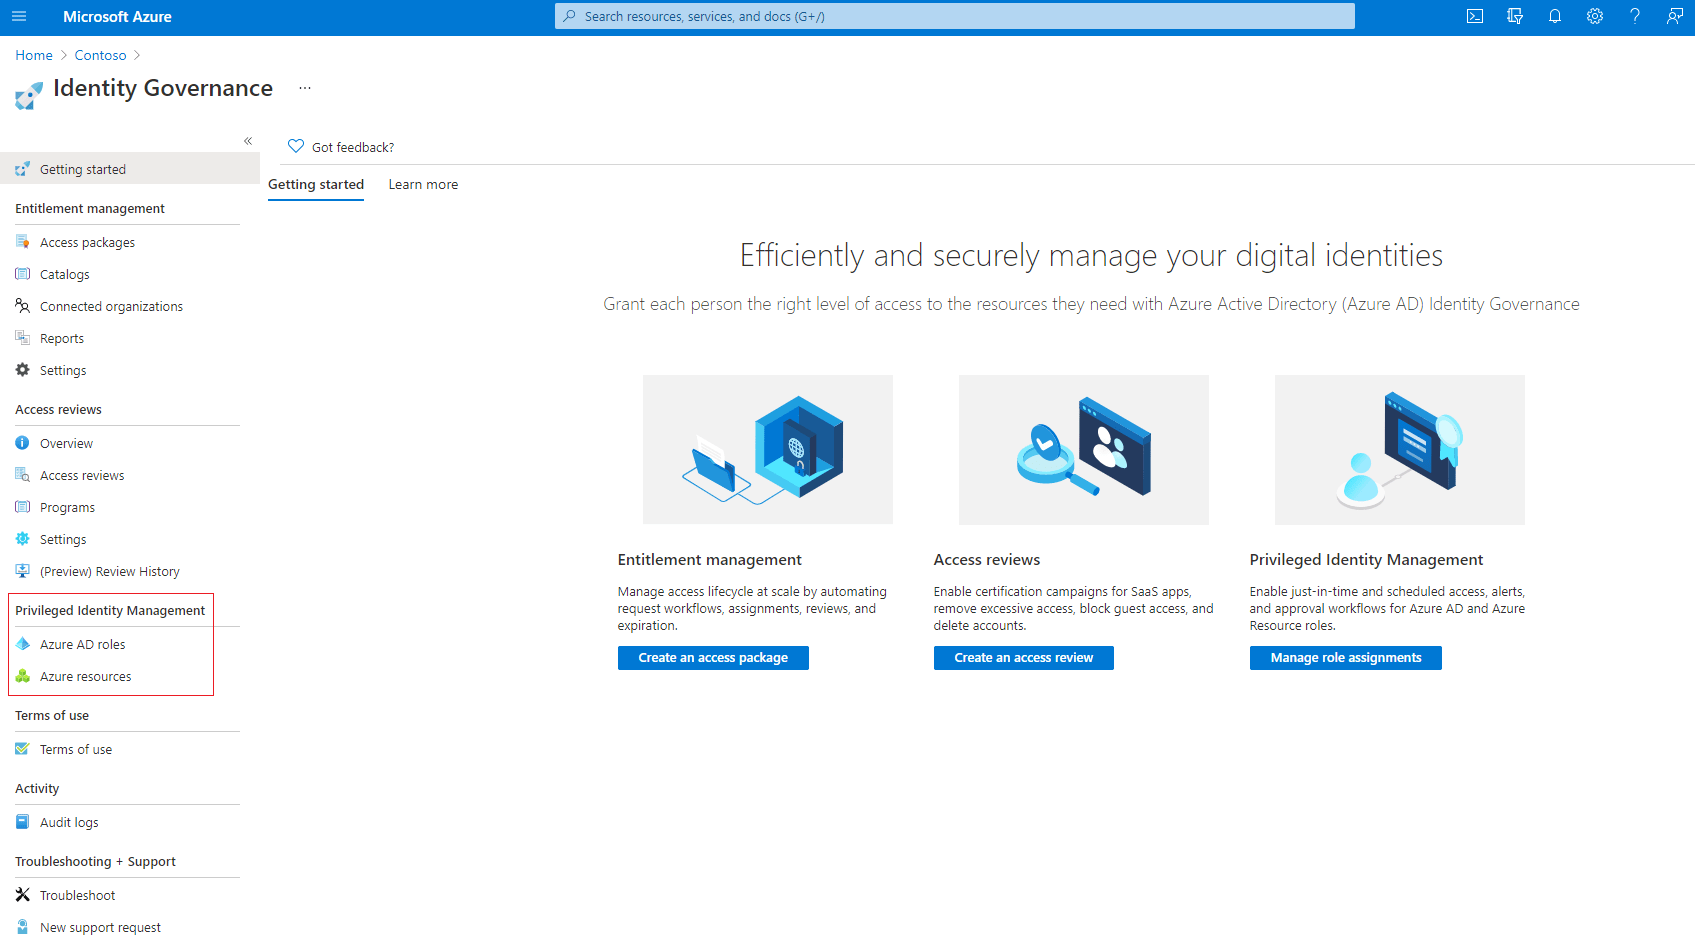 Microsoft Azure
Search resources, services, and docs (G+/)
Home > Contoso >
Identity Governance ...
Got feedback?
Getting started
Getting started Learn more
Entitlement management
Access packages
Catalogs
Connected organizations
Reports
Settings
Access reviews
Overview
Access reviews
Programs
Settings
(Preview) Review History
Privileged Identity Management
Azure AD roles
Azure resources
Terms of use
Terms of use
Activity
Audit logs
Troubleshooting + Support
Troubleshoot
New support request
Efficiently and securely manage your digital identities
Grant each person the right level of access to the resources they need with Azure Active Directory (Azure AD) Identity Governance
Entitlement management
Manage access lifecycle at scale by automating
request workflows, assignments, reviews, and
expiration.
Create an access package
Access reviews
Enable certification campaigns for SaaS apps,
remove excessive access, block guest access, and
delete accounts.
Create an access review
Privileged Identity Management
Enable just-in-time and scheduled access, alerts,
and approval workflows for Azure AD and Azure
Resource roles.
Manage role assignments